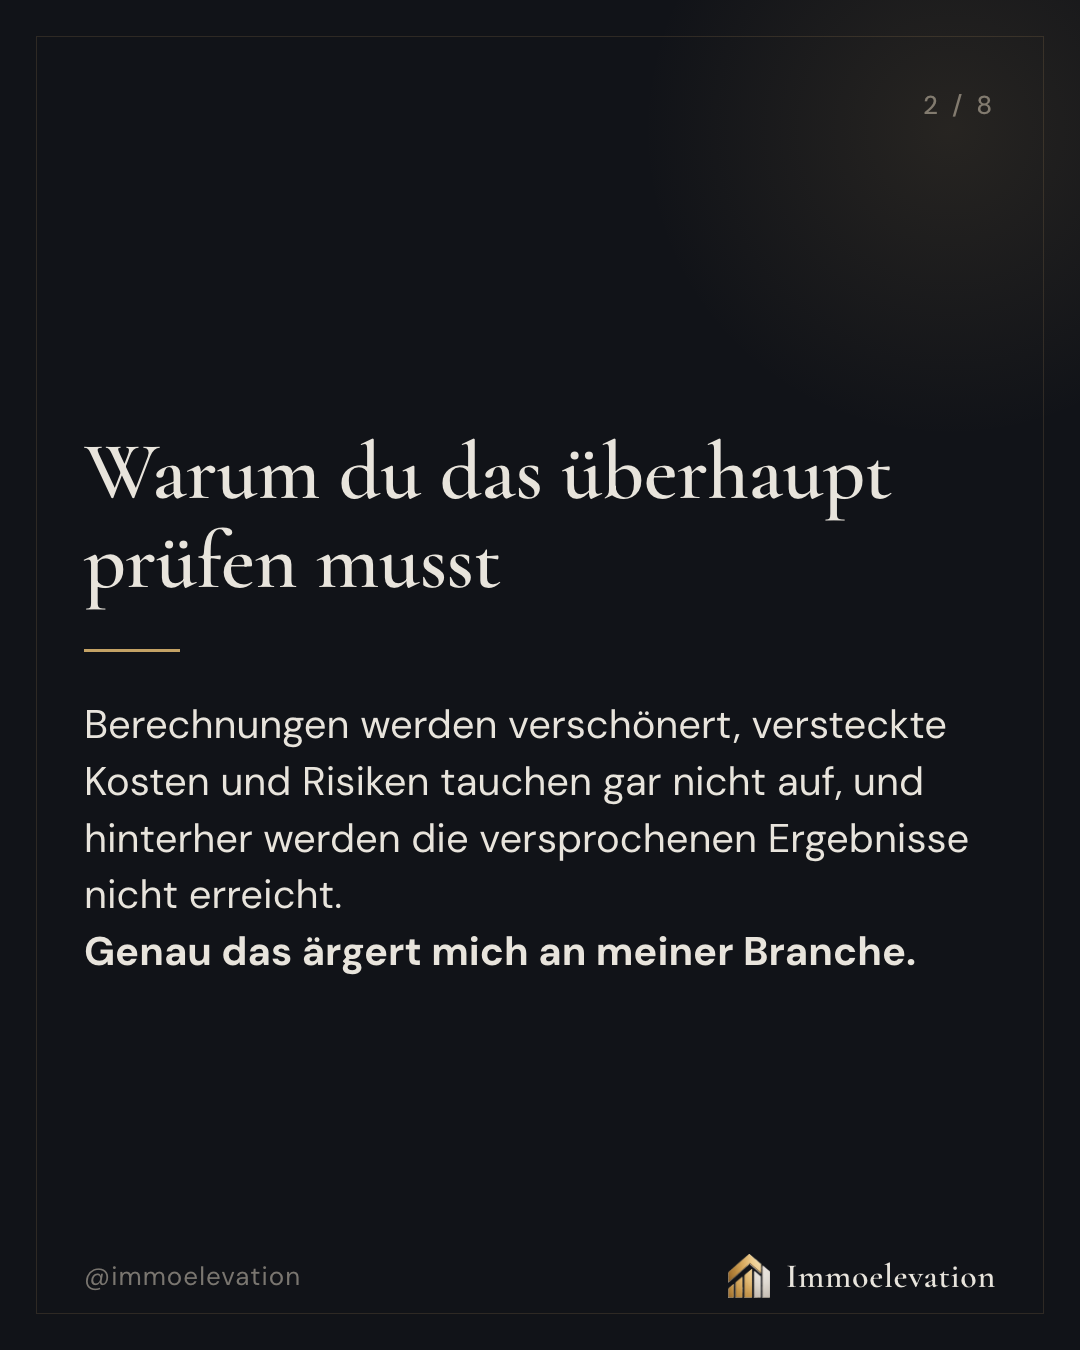 2 / 8
Warum du das überhaupt
prüfen musst
Berechnungen werden verschönert, versteckte
Kosten und Risiken tauchen gar nicht auf, und
hinterher werden die versprochenen Ergebnisse
nicht erreicht.
Genau das ärgert mich an meiner Branche.
@immoelevation
Immoelevation